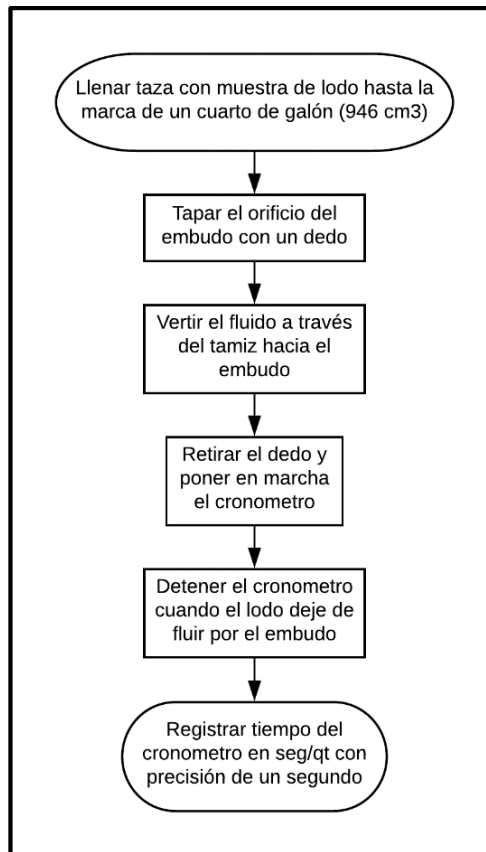 Llenar taza con muestra de lodo hasta la
marca de un cuarto de galón (946 cm3)
Tapar el orificio del
embudo con un dedo
Vertir el fluido a través
del tamiz hacia el
embudo
Retirar el dedo y
poner en marcha
el cronometro
Detener el cronometro
cuando el lodo deje de
fluir por el embudo
Registrar tiempo del
cronometro en seg/qt con
precisión de un segundo